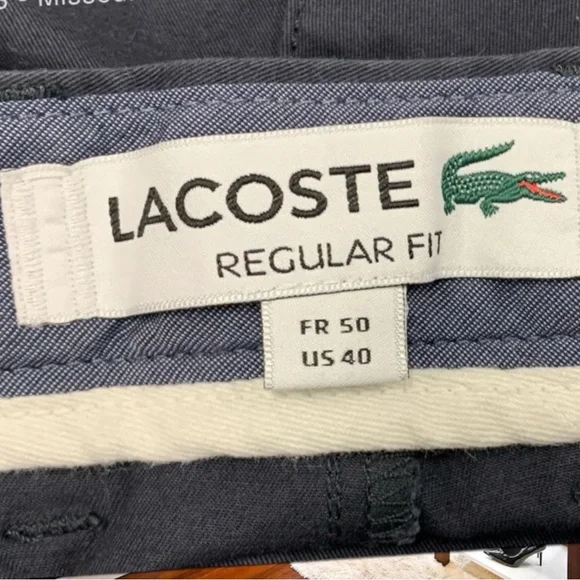 LACOSTE
REGULAR FIT
FR 50
US 40